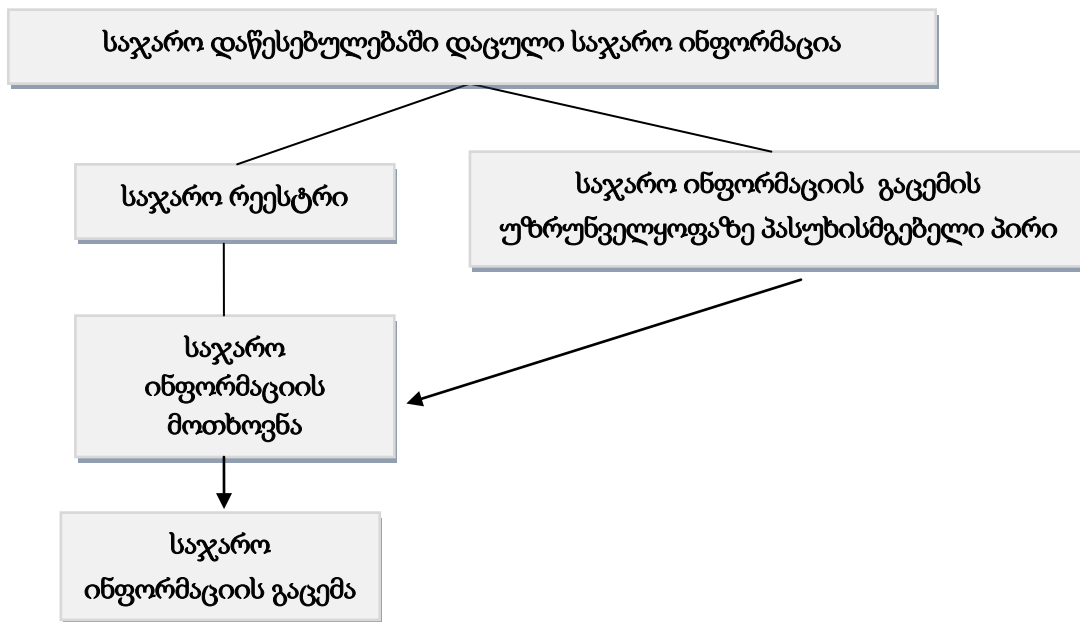 საჯარო დაწესებულებაში დაცული საჯარო ინფორმაცია
საჯარო რეესტრი
საჯარო ინფორმაციის გაცემის
უზრუნველყოფაზე პასუხისმგებელი პირი
საჯარო
ინფორმაციის
მოთხოვნა
საჯარო
ინფორმაციის გაცემა